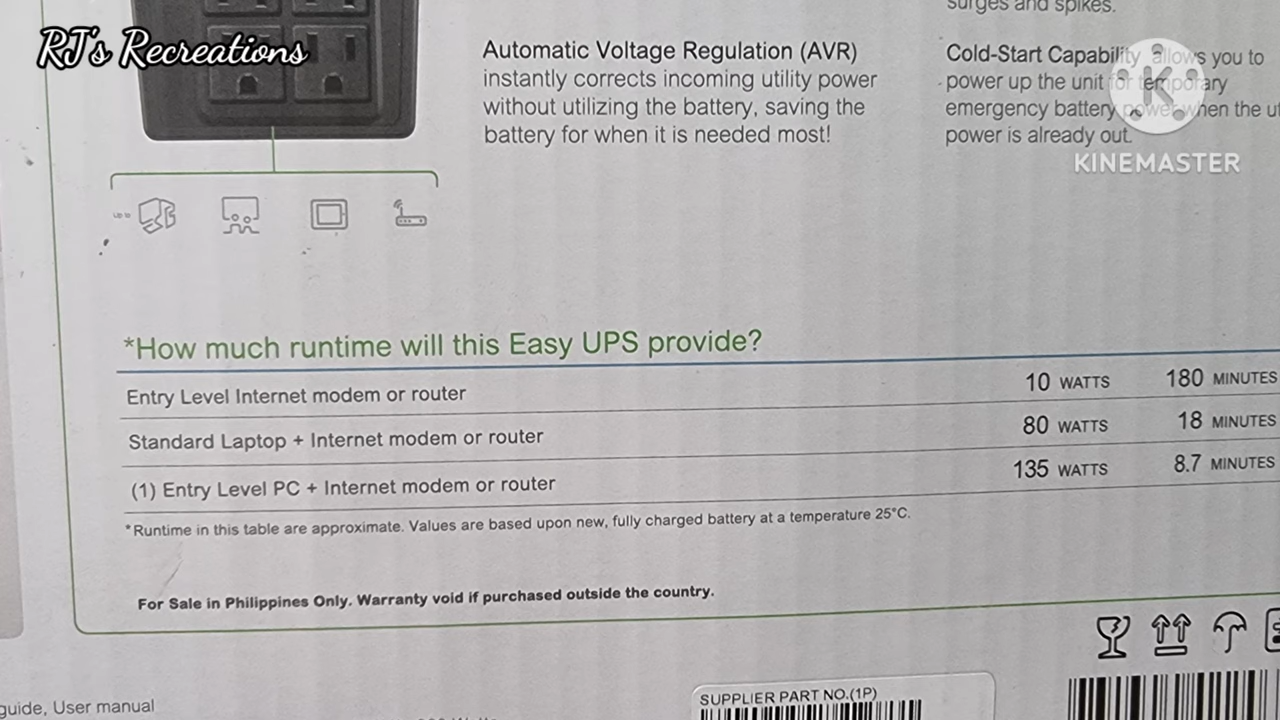 surges and spikes.
RJ's Recreations
Automatic Voltage Regulation (AVR)
instantly corrects incoming utility power
without utilizing the battery, saving the
battery for when it is needed most!
Cold-Start Capability allows you to
power up the unit for temporary
emergency battery power when the
power is already out.
KINEMASTER
*How much runtime will this Easy UPS provide?
Entry Level Internet modem or router 10 WATTS 180 MINUTES
Standard Laptop + Internet modem or router 80 WATTS 18 MINUTES
(1) Entry Level PC + Internet modem or router 135 WATTS 8.7 MINUTES
*Runtime in this table are approximate. Values are based upon new, fully charged battery at a temperature 25°C.
For Sale in Philippines Only. Warranty void if purchased outside the country.
guide, User manual
SUPPLIER PART NO.(1P)